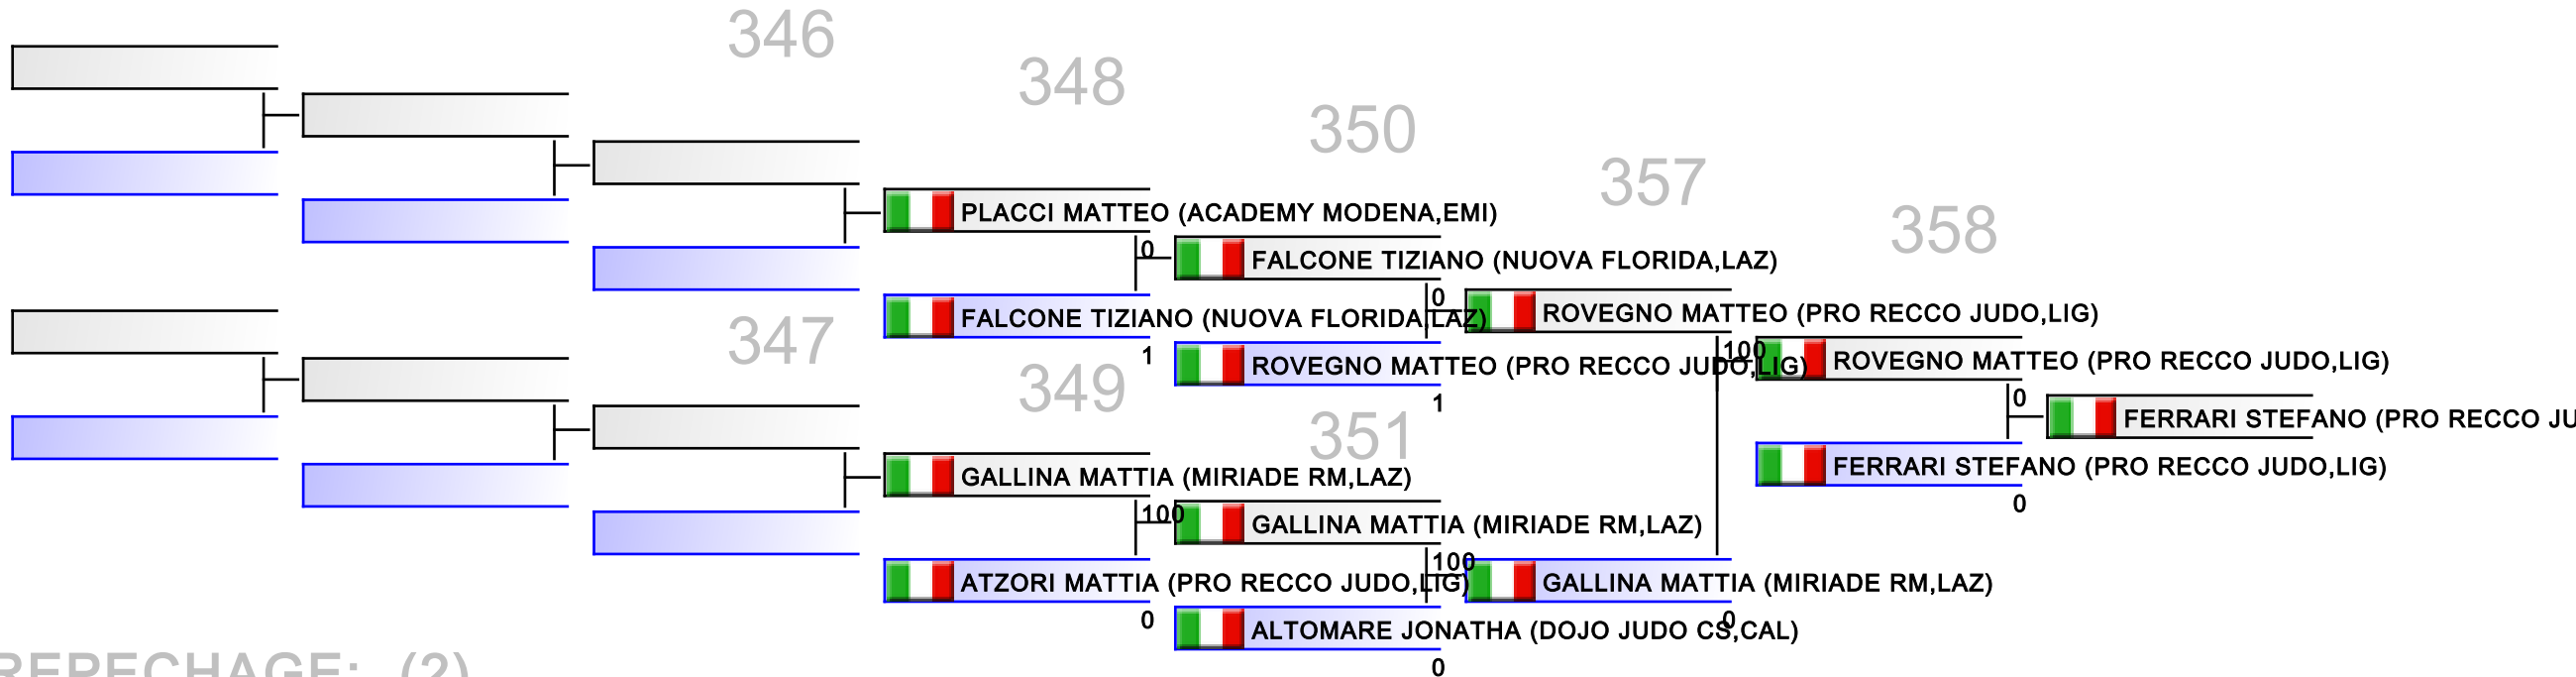 346
348
350
357
358
PLACCI MATTEO (ACADEMY MODENA,EMI)
0
FALCONE TIZIANO (NUOVA FLORIDA,LAZ)
0
FALCONE TIZIANO (NUOVA FLORIDA,LAZ)
1
ROVEGNO MATTEO (PRO RECCO JUDO,LIG)
100
ROVEGNO MATTEO (PRO RECCO JUDO,LIG)
1
ROVEGNO MATTEO (PRO RECCO JUDO,LIG)
0
347
349
351
FERRARI STEFANO (PRO RECCO JU
FERRARI STEFANO (PRO RECCO JUDO,LIG)
0
GALLINA MATTIA (MIRIADE RM,LAZ)
100
GALLINA MATTIA (MIRIADE RM,LAZ)
100
ATZORI MATTIA (PRO RECCO JUDO,LIG)
0
GALLINA MATTIA (MIRIADE RM,LAZ)
0
ALTOMARE JONATHA (DOJO JUDO CS,CAL)
0
REPECHAGE: (2)